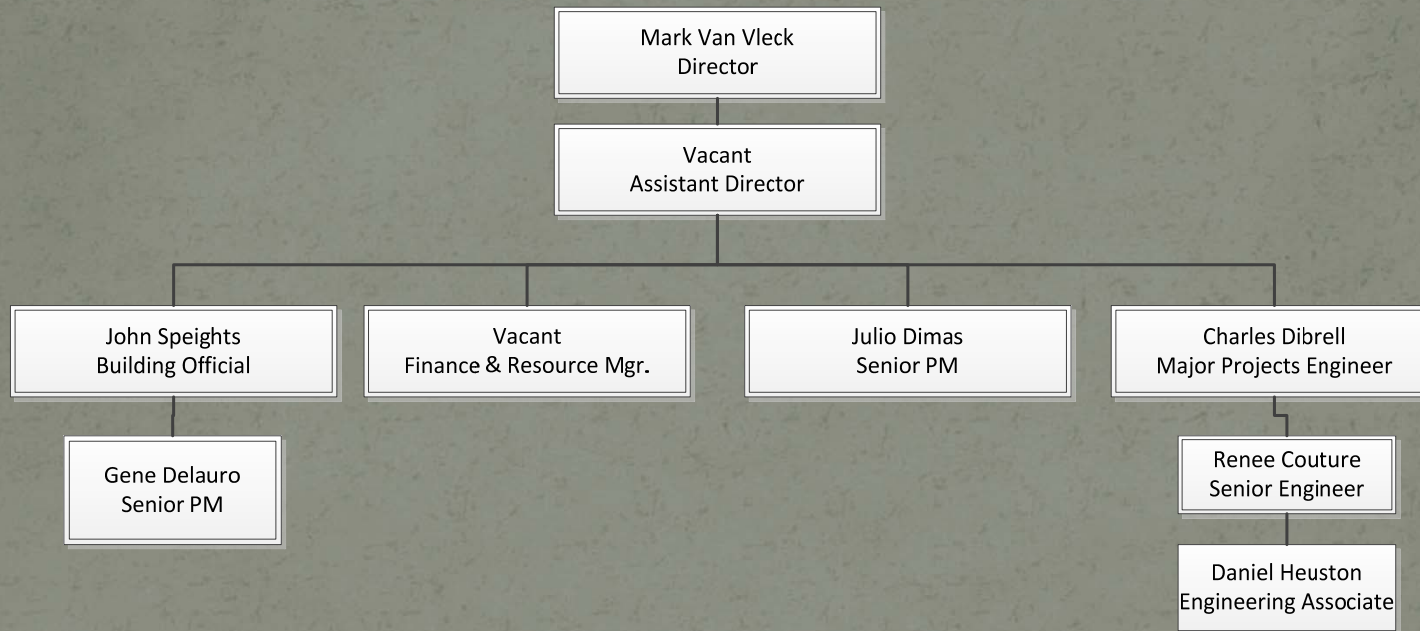 Mark Van Vleck
Director
Vacant
Assistant Director
John Speights
Building Official
Vacant
Finance & Resource Mgr.
Julio Dimas
Senior PM
Charles Dibrell
Major Projects Engineer
Gene Delauro
Senior PM
Renee Couture
Senior Engineer
Daniel Heuston
Engineering Associate